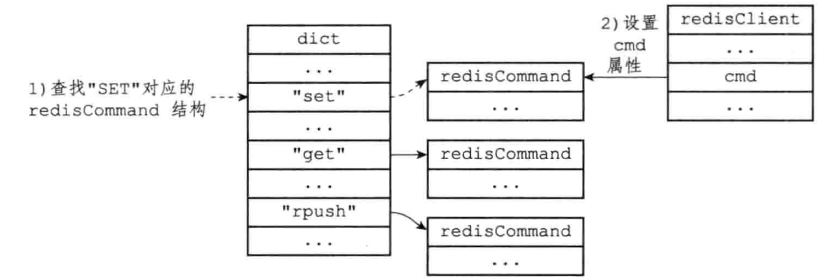 1)查找"SET"对应的
redisCommand 结构
dict
...
"set"
...
"get"
...
"rpush"
...
redisCommand
...
redisCommand
...
redisCommand
...
2)设置
cmd
属性
redisClient
...
cmd
...